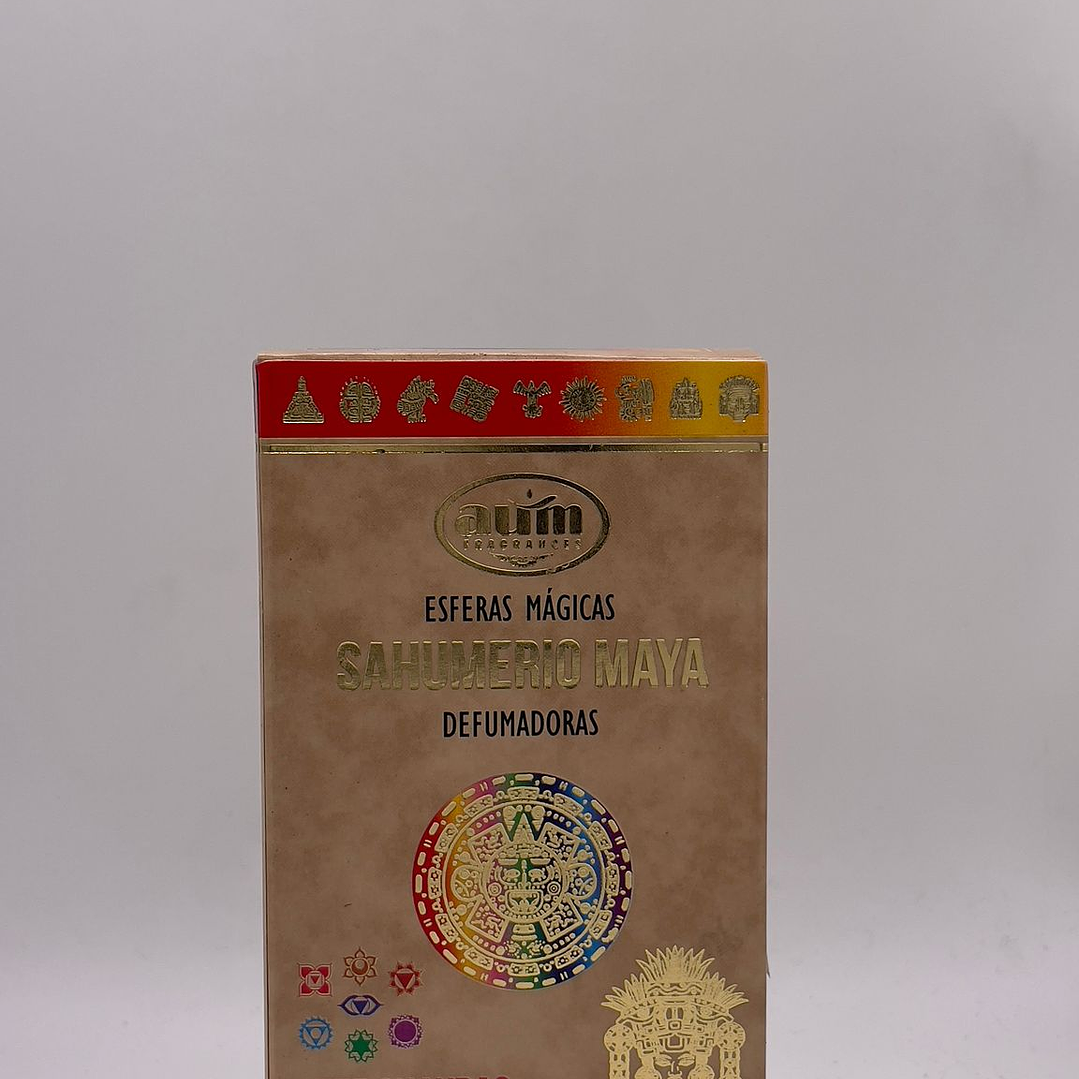 aum
FRAGRANCES
ESFERAS MÁGICAS
SAHUMERIO MAYA
DEFUMADORAS